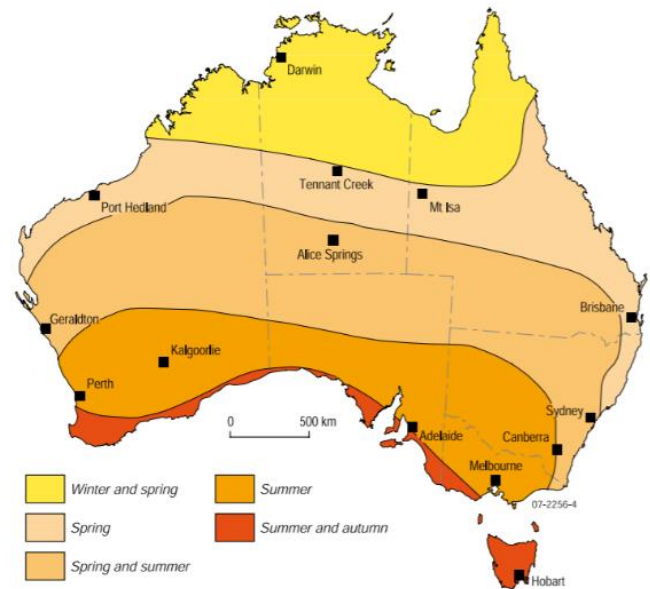 Darwin
Tennant Creek
Mt Isa
Port Hedland
Alice Springs
Geraldton
Brisbane
Kalgoorlie
Perth
Sydney
0
500 km
Adelaide
Canberra
Melbourne
07-2256-4
Hobart
Winter and spring
Spring
Spring and summer
Summer
Summer and autumn